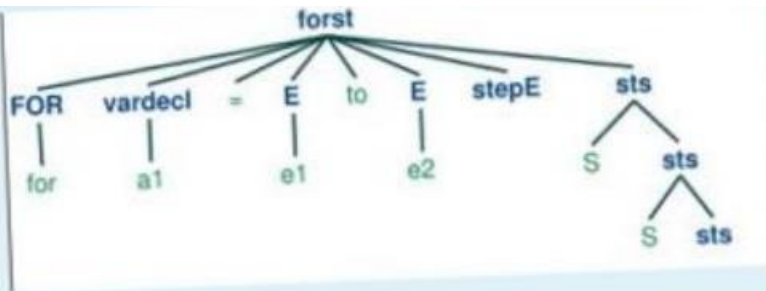 forst
FOR vardecl = E to E stepE sts
for a1 e1 e2 S sts
S sts